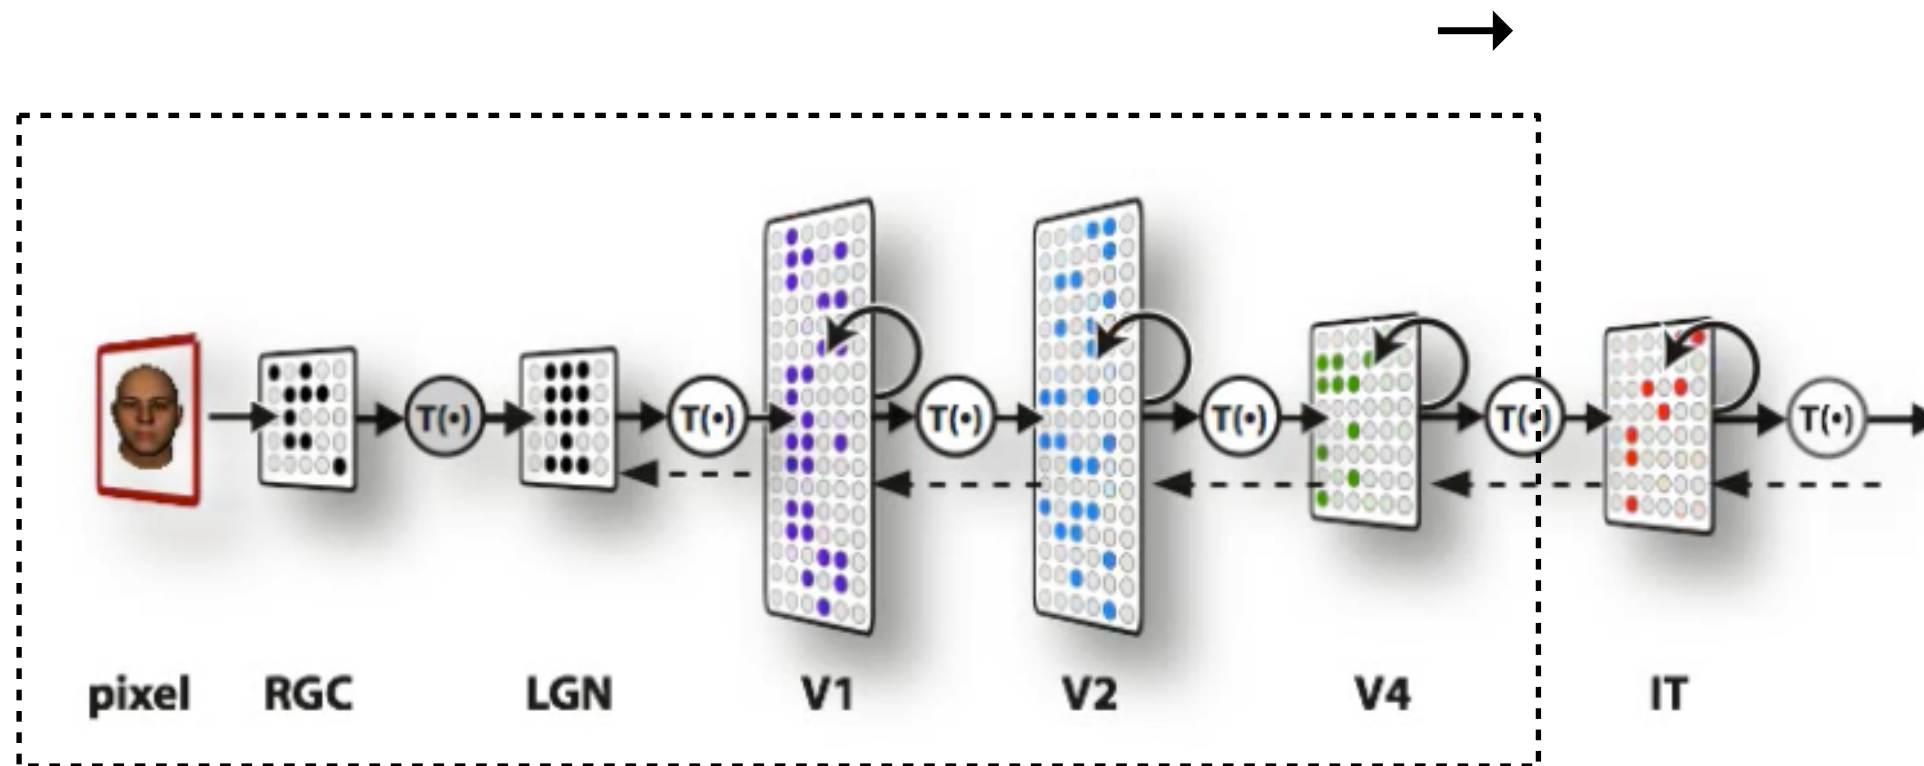 T(•) T(•) T(•) T(•) T(•) T(•)
pixel RGC LGN V1 V2 V4 IT